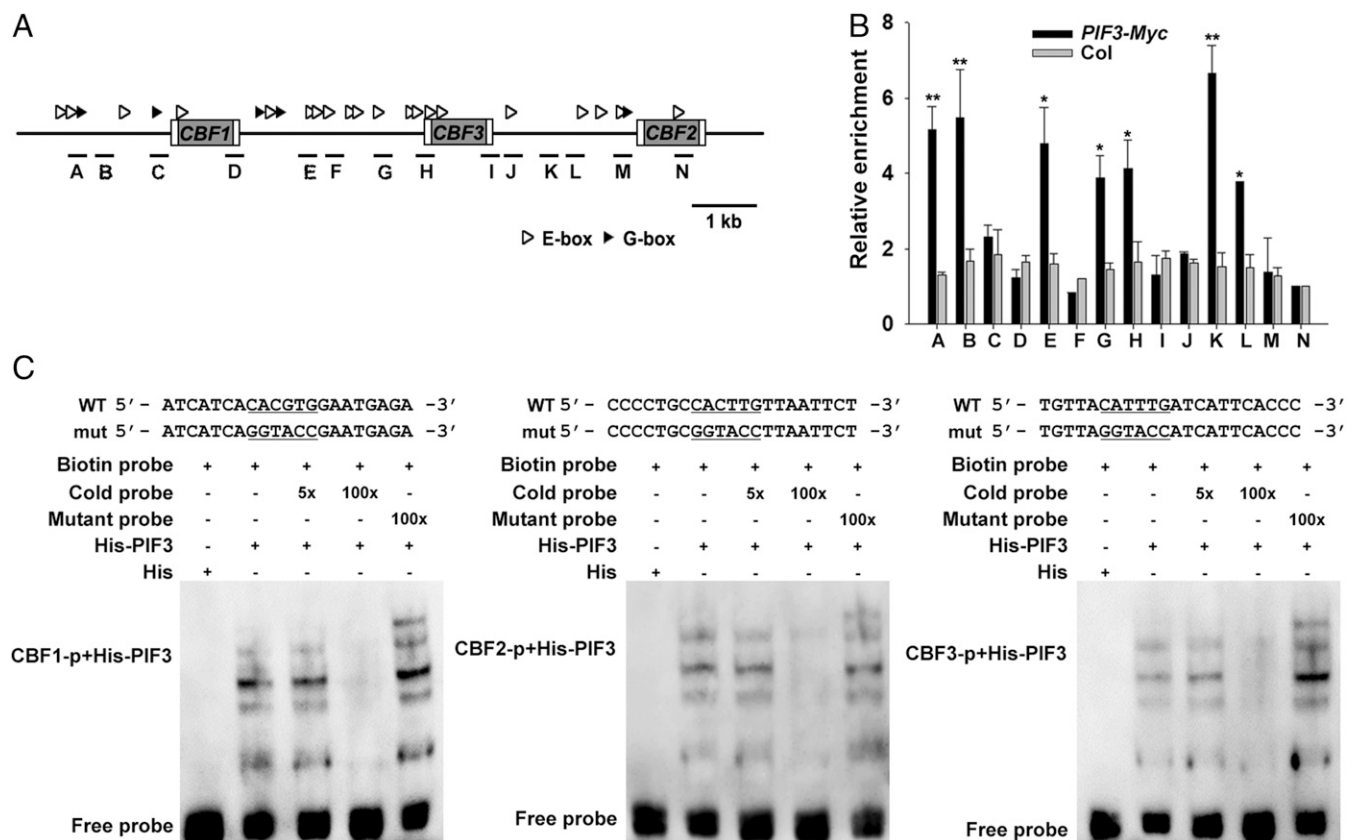 A
CBF1 CBF3 CBF2
A B C D E F G H I J K L M N
1 kb
E-box G-box
B
Relative enrichment
8
6
4
2
0
PIF3-Myc
Col
** ** * * * ** *
A B C D E F G H I J K L M N
C
WT 5′ - ATCATCACACGTGGAATGAGA -3′
mut 5′ - ATCATCAGGTACCGAATGAGA -3′
Biotin probe + + + + +
Cold probe - - 5x 100x -
Mutant probe - - - - 100x
His-PIF3 - + + + +
His + - - - -
CBF1-p+His-PIF3
Free probe
WT 5′ - CCCCTGCCACTTGTTAATTCT -3′
mut 5′ - CCCCTGCGGTACCTTAATTCT -3′
Biotin probe + + + + +
Cold probe - - 5x 100x -
Mutant probe - - - - 100x
His-PIF3 - + + + +
His + - - - -
CBF2-p+His-PIF3
Free probe
WT 5′ - TGTTACATTTGATCATTCACCC -3′
mut 5′ - TGTTAGGTACCATCATTCACCC -3′
Biotin probe + + + + +
Cold probe - - 5x 100x -
Mutant probe - - - - 100x
His-PIF3 - + + + +
His + - - - -
CBF3-p+His-PIF3
Free probe